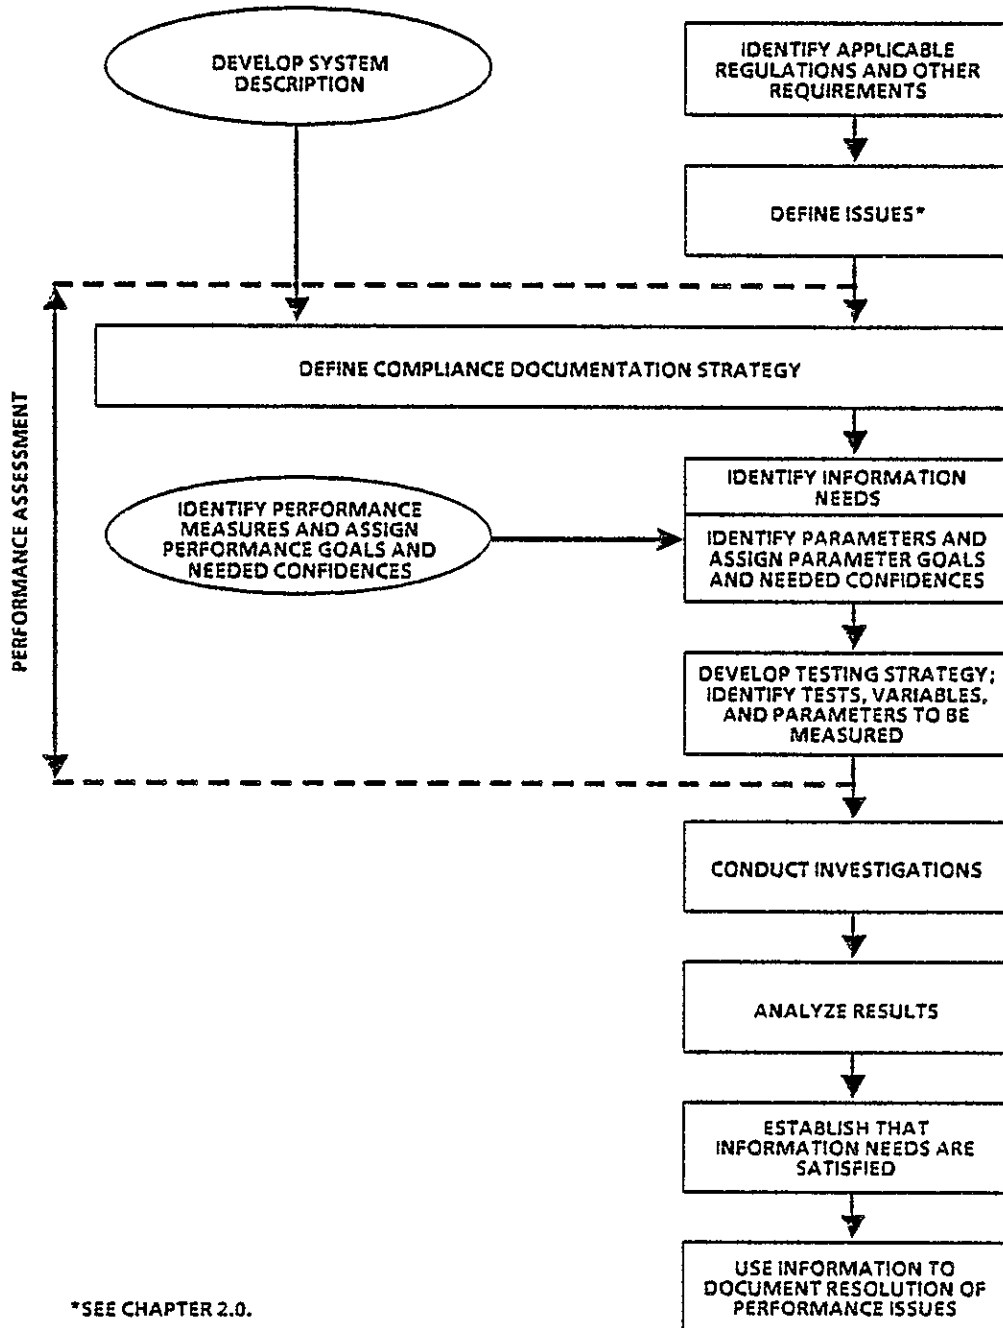 DEVELOP SYSTEM
DESCRIPTION
IDENTIFY APPLICABLE
REGULATIONS AND OTHER
REQUIREMENTS
DEFINE ISSUES*
DEFINE COMPLIANCE DOCUMENTATION STRATEGY
PERFORMANCE ASSESSMENT
IDENTIFY PERFORMANCE
MEASURES AND ASSIGN
PERFORMANCE GOALS AND
NEEDED CONFIDENCES
IDENTIFY INFORMATION
NEEDS
IDENTIFY PARAMETERS AND
ASSIGN PARAMETER GOALS
AND NEEDED CONFIDENCES
DEVELOP TESTING STRATEGY;
IDENTIFY TESTS, VARIABLES,
AND PARAMETERS TO BE
MEASURED
CONDUCT INVESTIGATIONS
ANALYZE RESULTS
ESTABLISH THAT
INFORMATION NEEDS ARE
SATISFIED
USE INFORMATION TO
DOCUMENT RESOLUTION OF
PERFORMANCE ISSUES
*SEE CHAPTER 2.0.